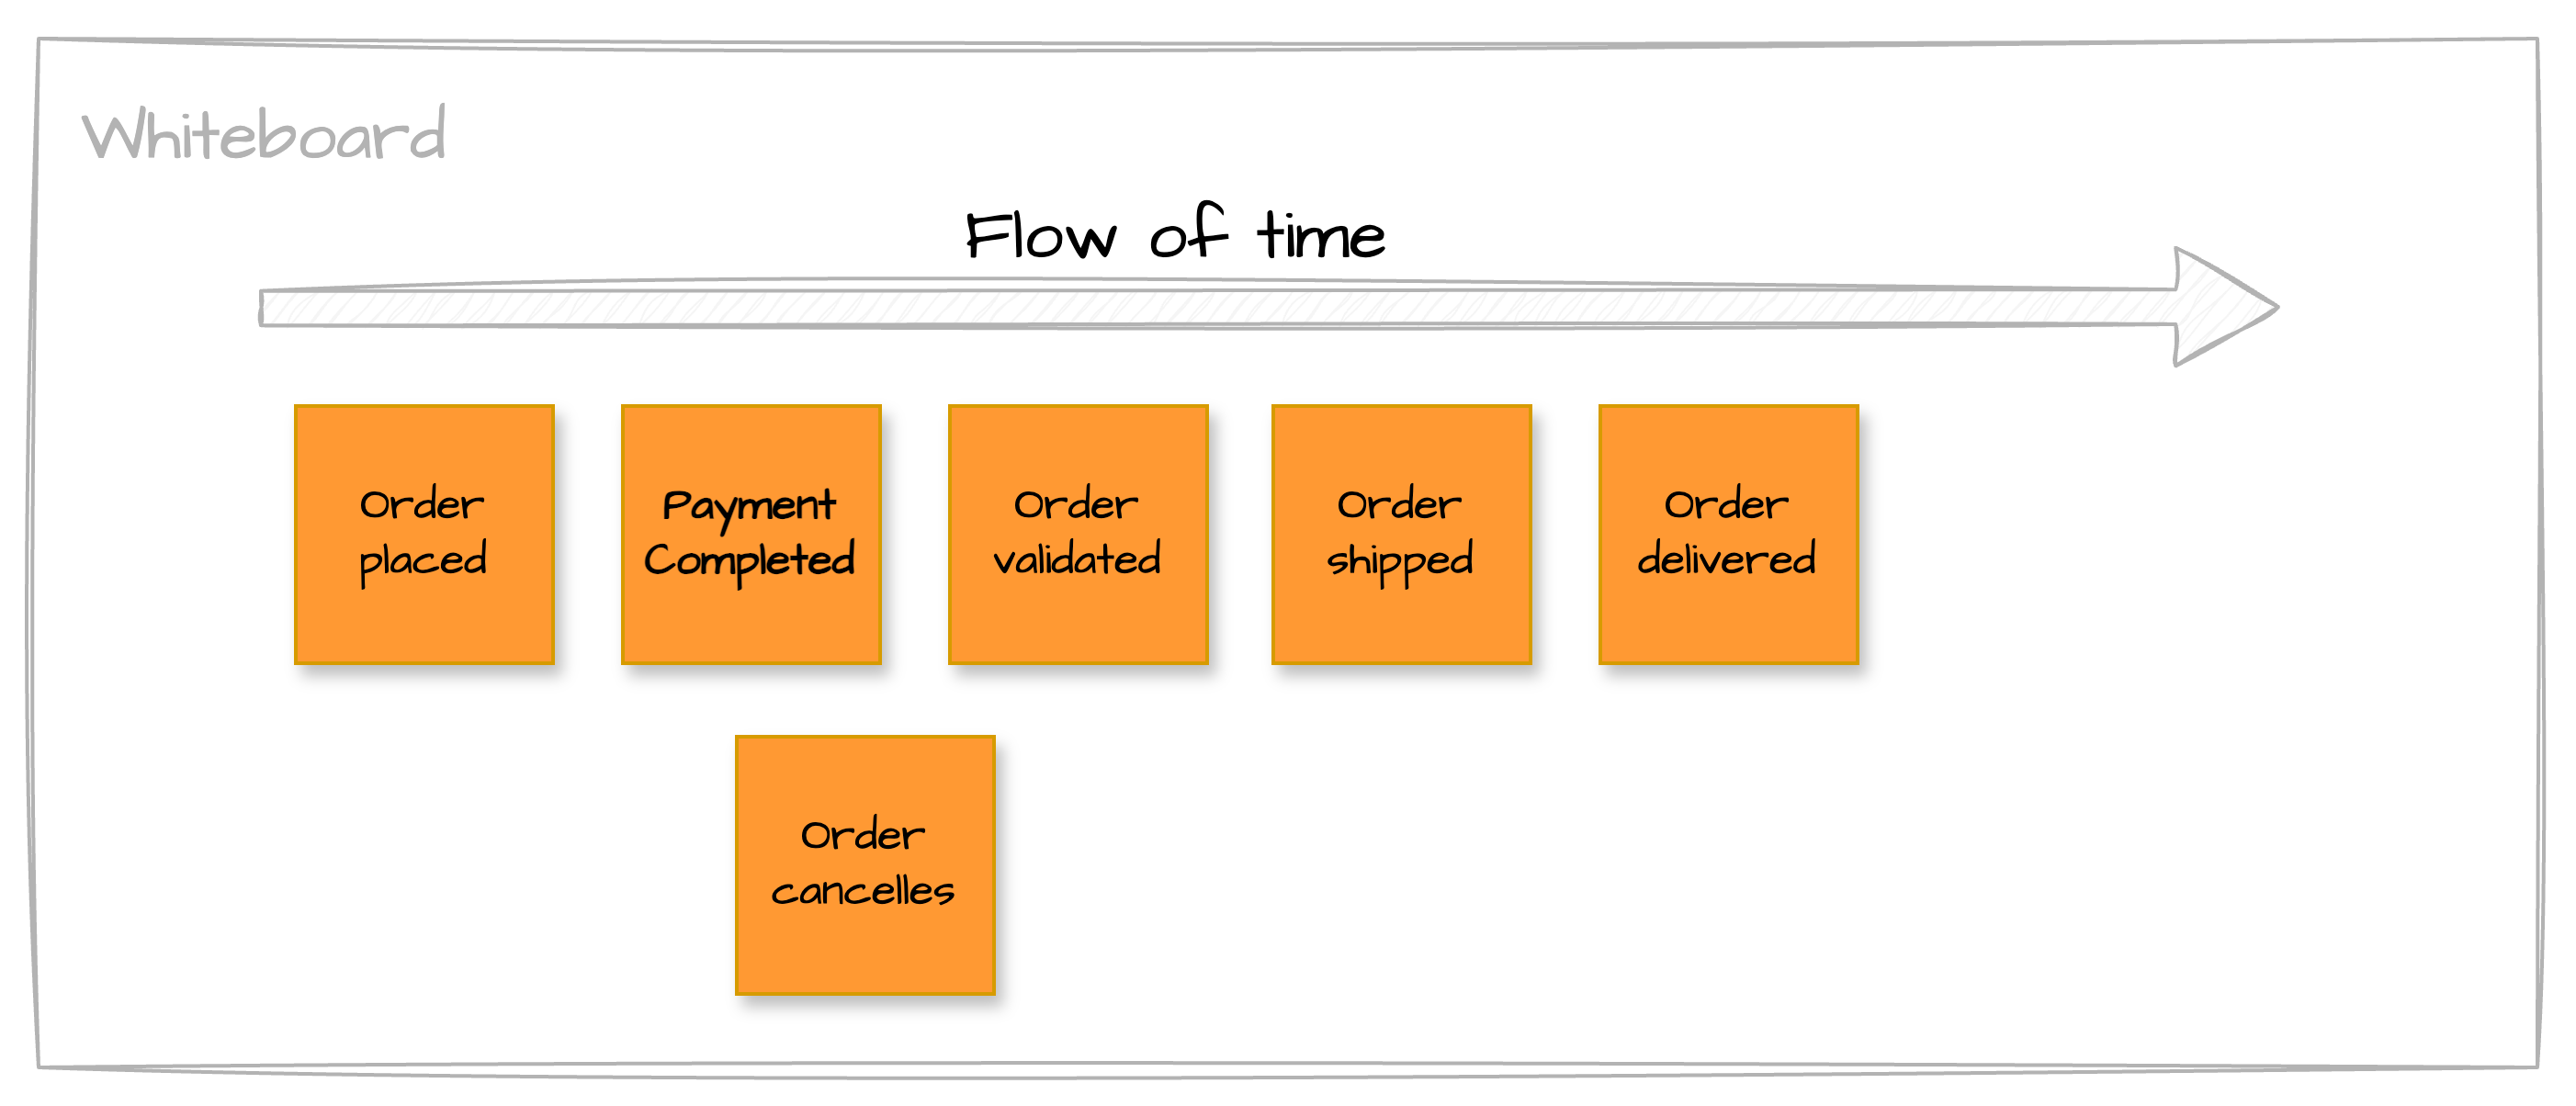 Whiteboard
Flow of time
Order
placed
Payment
Completed
Order
validated
Order
shipped
Order
delivered
Order
cancelles